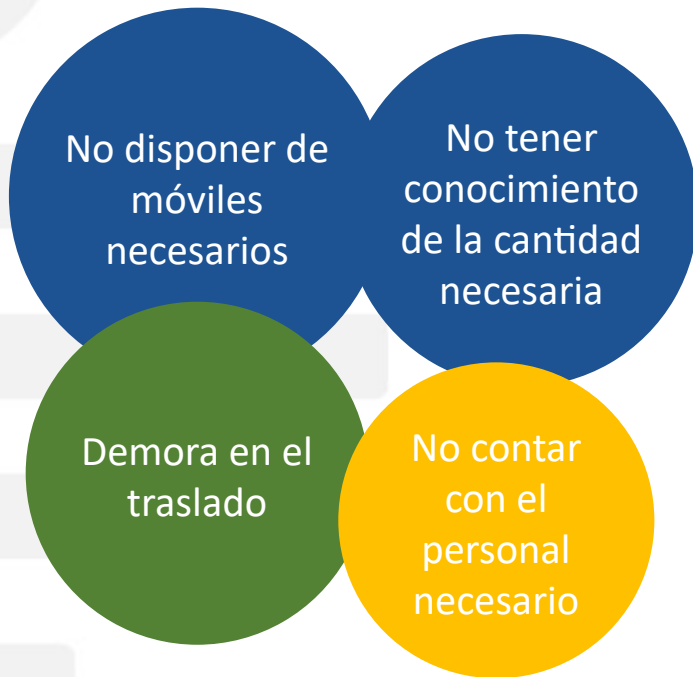 No disponer de
móviles
necesarios
No tener
conocimiento
de la cantidad
necesaria
Demora en el
traslado
No contar
con el
personal
necesario